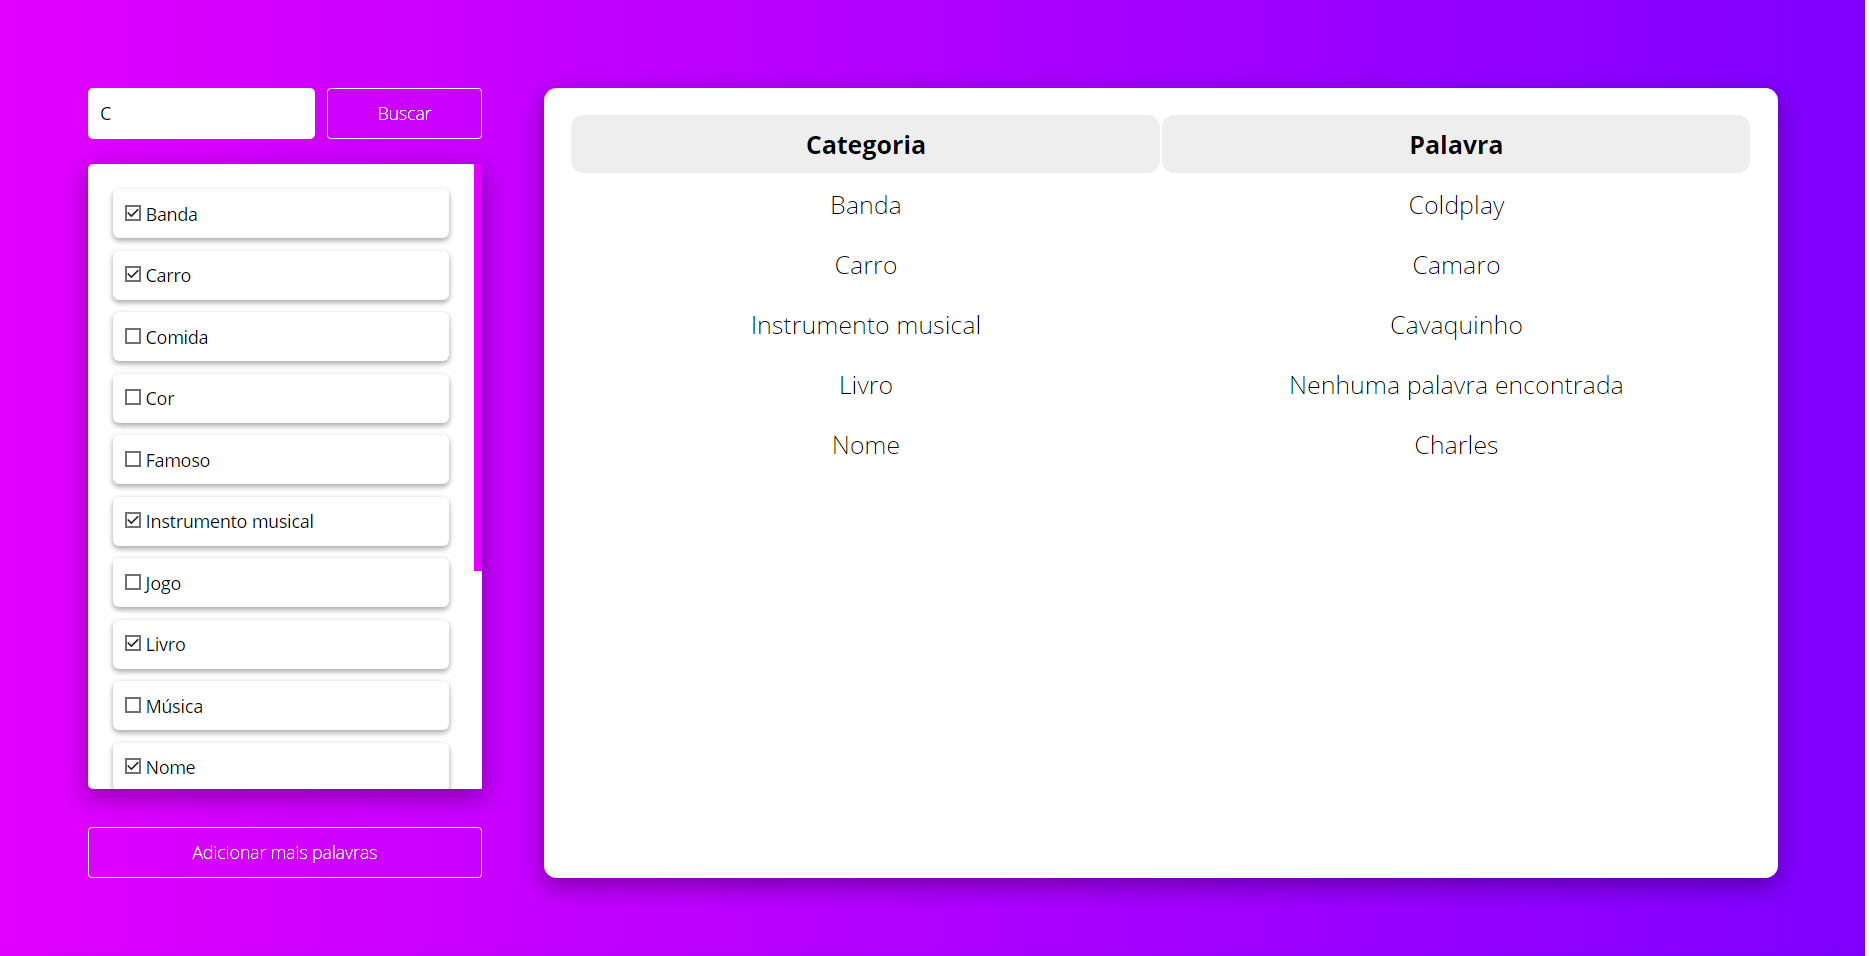 C
Buscar
Banda
Carro
Comida
Cor
Famoso
Instrumento musical
Jogo
Livro
Música
Nome
Adicionar mais palavras
Categoria Palavra
Banda Coldplay
Carro Camaro
Instrumento musical Cavaquinho
Livro Nenhuma palavra encontrada
Nome Charles